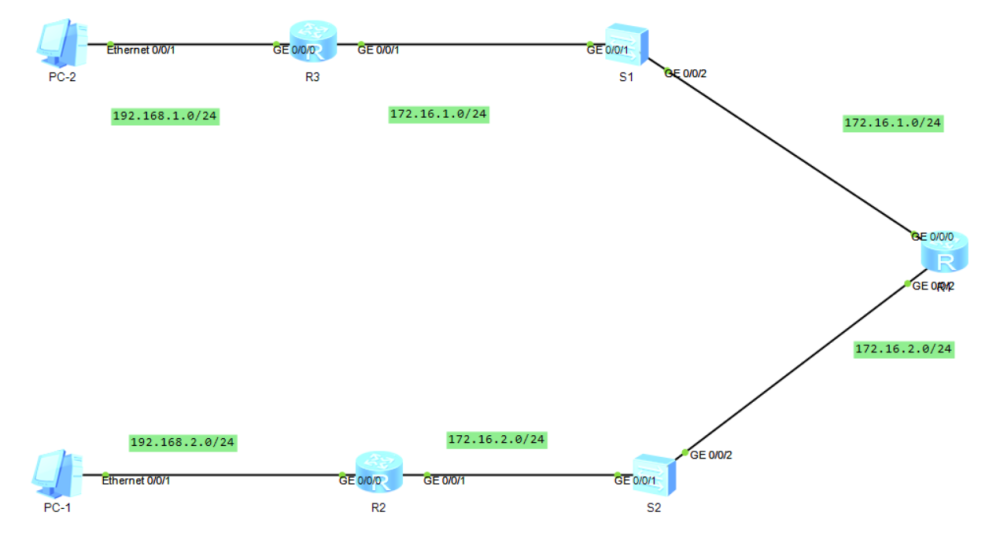 Ethernet 0/0/1
GE 0/0/0
GE 0/0/1
GE 0/0/1
GE 0/0/2
PC-2
R3
S1
192.168.1.0/24
172.16.1.0/24
172.16.1.0/24
GE 0/0/0
GE 0/0/2
R1
172.16.2.0/24
192.168.2.0/24
172.16.2.0/24
GE 0/0/2
Ethernet 0/0/1
GE 0/0/0
GE 0/0/1
GE 0/0/1
PC-1
R2
S2